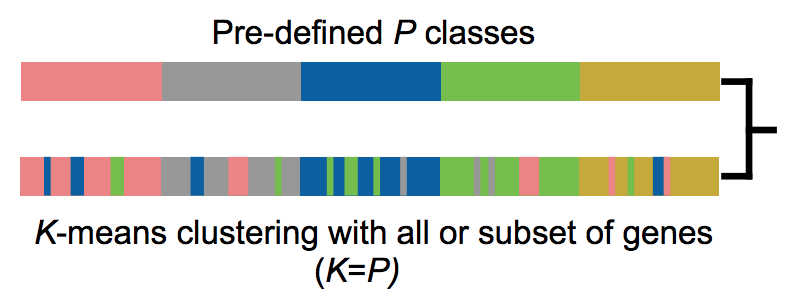 Pre-defined P classes
K-means clustering with all or subset of genes
(K=P)